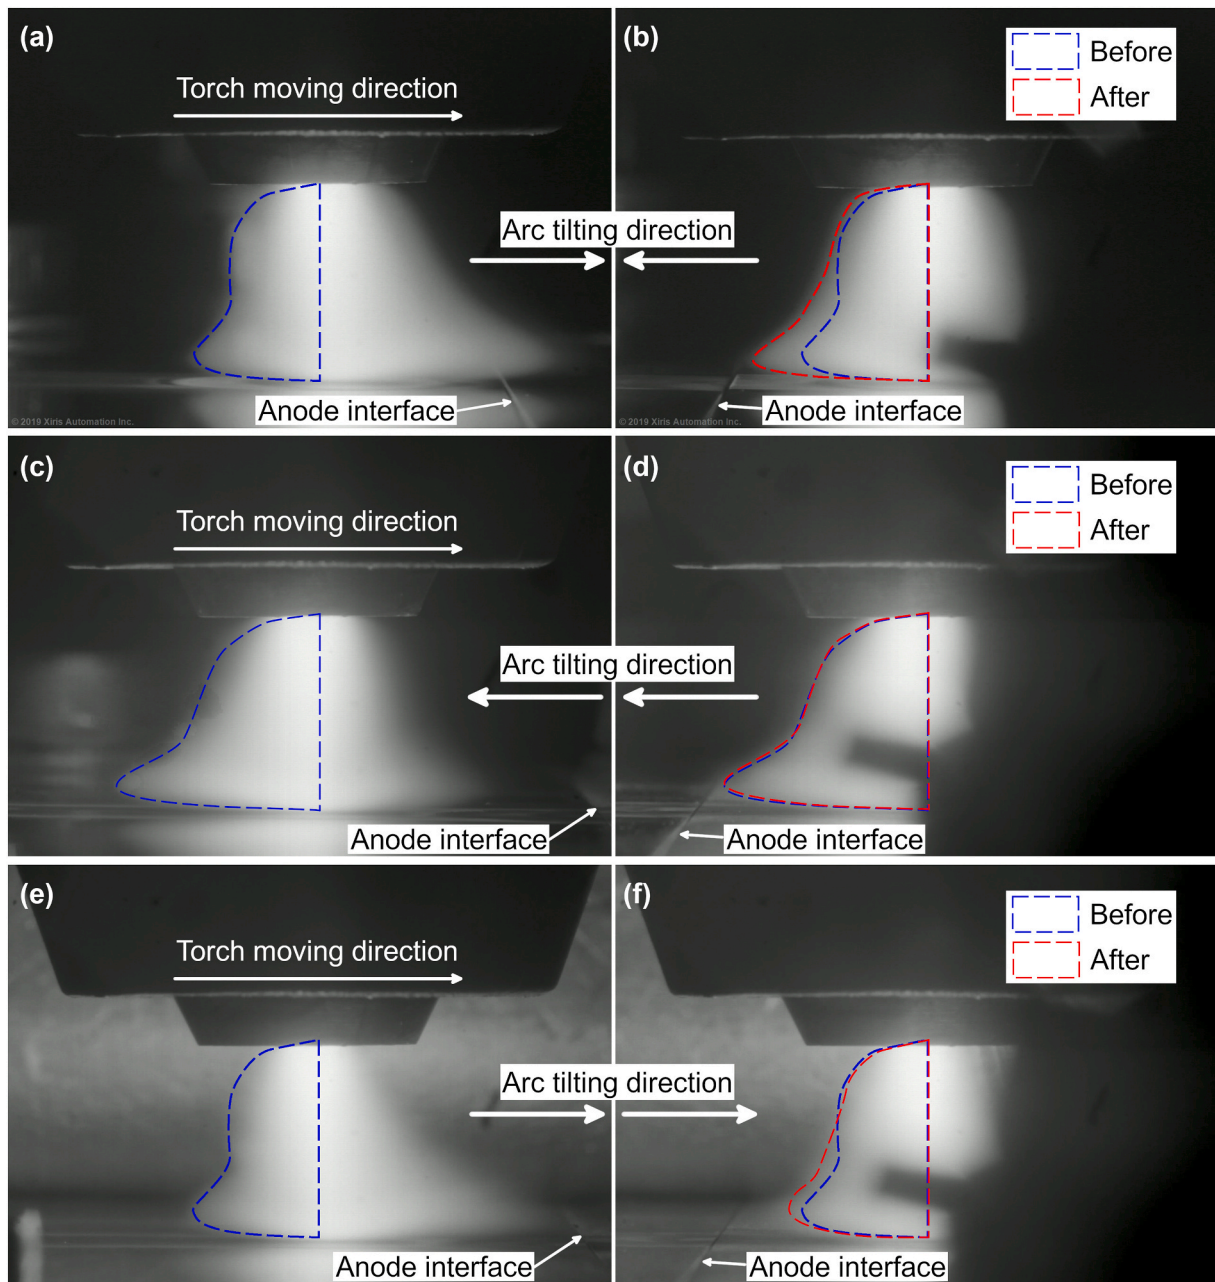 (a)
Torch moving direction
Arc tilting direction
Anode interface
© 2019 Xiris Automation Inc.
(b)
Before
After
Anode interface
© 2019 Xiris Automation Inc.
(c)
Torch moving direction
Arc tilting direction
Anode interface
(d)
Before
After
Anode interface
(e)
Torch moving direction
Arc tilting direction
Anode interface
(f)
Before
After
Anode interface